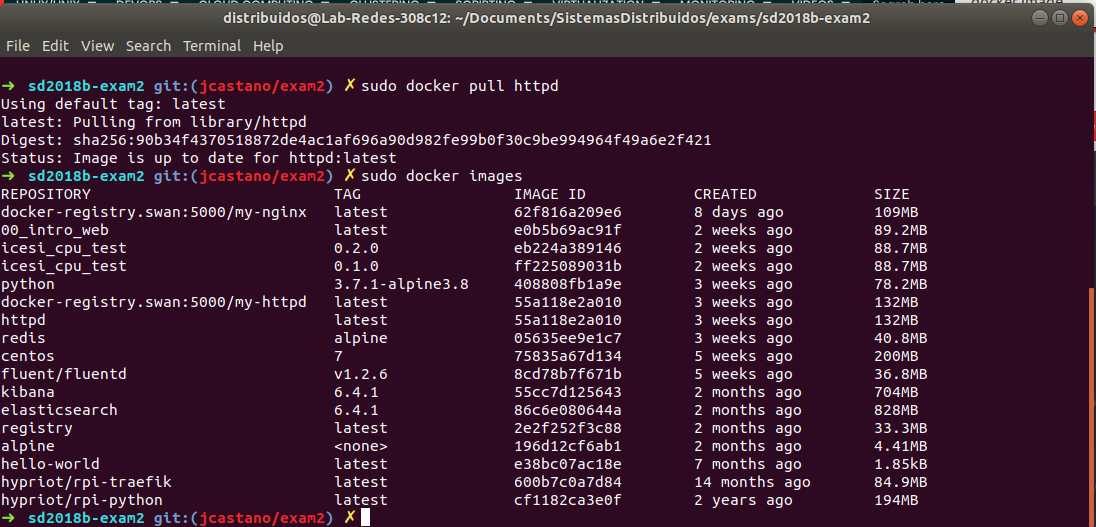 distribuidos@Lab-Redes-308c12: ~/Documents/SistemasDistribuidos/exams/sd2018b-exam2
File Edit View Search Terminal Help
➜ sd2018b-exam2 git:(jcastano/exam2) ✗ sudo docker pull httpd
Using default tag: latest
latest: Pulling from library/httpd
Digest: sha256:90b34f4370518872de4ac1af696a90d982fe99b0f30c9be994964f49a6e2f421
Status: Image is up to date for httpd:latest
➜ sd2018b-exam2 git:(jcastano/exam2) ✗ sudo docker images
REPOSITORY TAG IMAGE ID CREATED SIZE
docker-registry.swan:5000/my-nginx latest 62f816a209e6 8 days ago 109MB
00_intro_web latest e0b5b69ac91f 2 weeks ago 89.2MB
icesi_cpu_test 0.2.0 eb224a389146 2 weeks ago 88.7MB
icesi_cpu_test 0.1.0 ff225089031b 2 weeks ago 88.7MB
python 3.7.1-alpine3.8 408808fb1a9e 3 weeks ago 78.2MB
docker-registry.swan:5000/my-httpd latest 55a118e2a010 3 weeks ago 132MB
httpd latest 55a118e2a010 3 weeks ago 132MB
redis alpine 05635ee9e1c7 3 weeks ago 40.8MB
centos 7 75835a67d134 5 weeks ago 200MB
fluent/fluentd v1.2.6 8cd78b7f671b 5 weeks ago 36.8MB
kibana 6.4.1 55cc7d125643 2 months ago 704MB
elasticsearch 6.4.1 86c6e080644a 2 months ago 828MB
registry latest 2e2f252f3c88 2 months ago 33.3MB
alpine <none> 196d12cf6ab1 2 months ago 4.41MB
hello-world latest e38bc07ac18e 7 months ago 1.85kB
hypriot/rpi-traefik latest 600b7c0a7d84 14 months ago 84.9MB
hypriot/rpi-python latest cf1182ca3e0f 2 years ago 194MB
➜ sd2018b-exam2 git:(jcastano/exam2) ✗